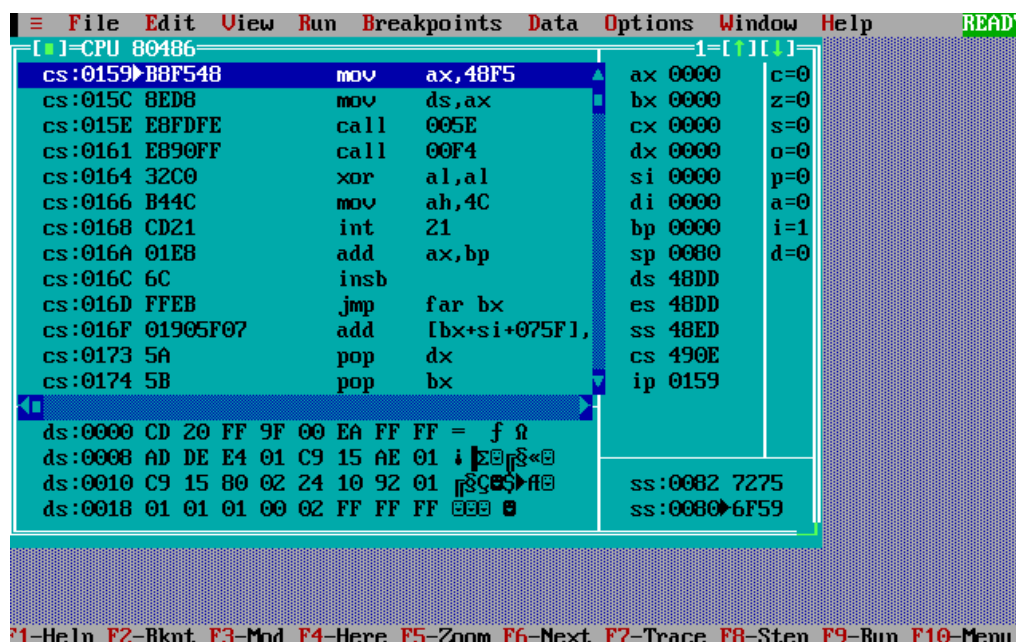 ≡ File Edit View Run Breakpoints Data Options Window Help READY
[■]=CPU 80486 1=[↑][↓]
cs:0159►B8F548 mov ax,48F5 ax 0000 c=0
cs:015C 8ED8 mov ds,ax bx 0000 z=0
cs:015E E8FDFE call 005E cx 0000 s=0
cs:0161 E890FF call 00F4 dx 0000 o=0
cs:0164 32C0 xor al,al si 0000 p=0
cs:0166 B44C mov ah,4C di 0000 a=0
cs:0168 CD21 int 21 bp 0000 i=1
cs:016A 01E8 add ax,bp sp 0080 d=0
cs:016C 6C insb ds 48DD
cs:016D FFEB jmp far bx es 48DD
cs:016F 01905F07 add [bx+si+075F], ss 48ED
cs:0173 5A pop dx cs 490E
cs:0174 5B pop bx ip 0159
ds:0000 CD 20 FF 9F 00 EA FF FF = ƒ Ω
ds:0008 AD DE E4 01 C9 15 AE 01 ¡▐Σ☺╔§«☺
ds:0010 C9 15 80 02 24 10 92 01 ╔§Ç☻$►Æ☺ ss:0082 7275
ds:0018 01 01 01 00 02 FF FF FF ☺☺☺ ☻ ss:0080►6F59
F1-Help F2-Bkpt F3-Mod F4-Here F5-Zoom F6-Next F7-Trace F8-Step F9-Run F10-Menu